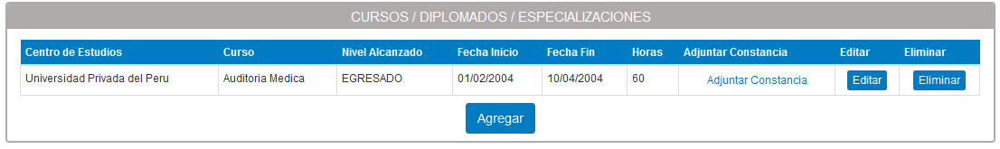 CURSOS / DIPLOMADOS / ESPECIALIZACIONES
Centro de Estudios Curso Nivel Alcanzado Fecha Inicio Fecha Fin Horas Adjuntar Constancia Editar Eliminar
Universidad Privada del Peru Auditoria Medica EGRESADO 01/02/2004 10/04/2004 60 Adjuntar Constancia Editar Eliminar
Agregar